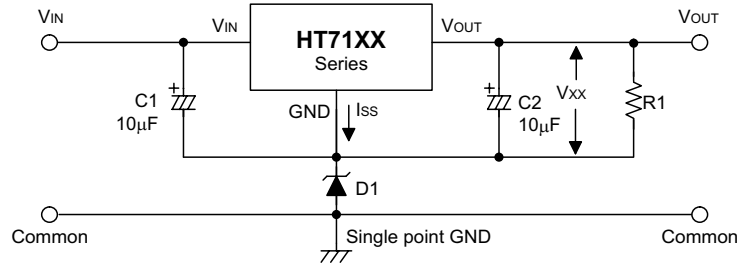 VIN
VIN
HT71XX
Series
VOUT
VOUT
C1
10μF
GND
ISS
C2
10μF
VXX
R1
D1
Common
Single point GND
Common